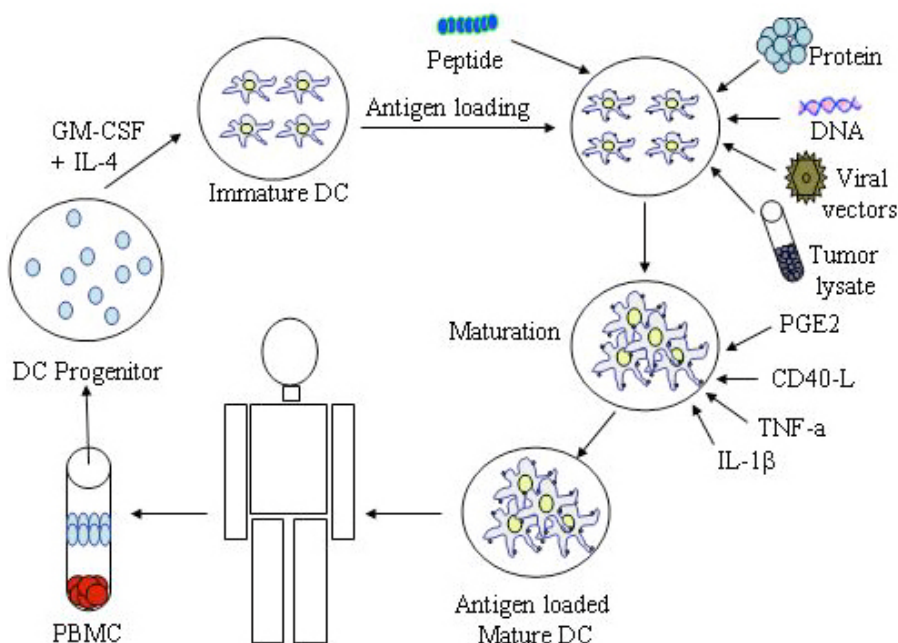 Peptide
Protein
GM-CSF
+ IL-4
Antigen loading
DNA
Immature DC
Viral
vectors
Tumor
lysate
Maturation
PGE2
DC Progenitor
CD40-L
TNF-a
IL-1β
Antigen loaded
Mature DC
PBMC